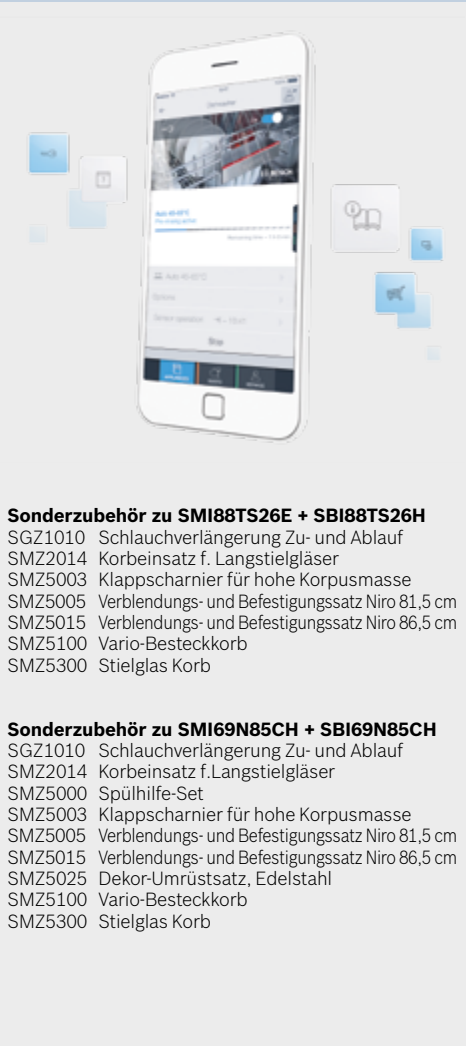 Auto 45-65°C
Stop
Sonderzubehör zu SMI88TS26E + SBI88TS26H
SGZ1010 Schlauchverlängerung Zu- und Ablauf
SMZ2014 Korbeinsatz f. Langstielgläser
SMZ5003 Klappscharnier für hohe Korpusmasse
SMZ5005 Verblendungs- und Befestigungssatz Niro 81,5 cm
SMZ5015 Verblendungs- und Befestigungssatz Niro 86,5 cm
SMZ5100 Vario-Besteckkorb
SMZ5300 Stielglas Korb
Sonderzubehör zu SMI69N85CH + SBI69N85CH
SGZ1010 Schlauchverlängerung Zu- und Ablauf
SMZ2014 Korbeinsatz f.Langstielgläser
SMZ5000 Spülhilfe-Set
SMZ5003 Klappscharnier für hohe Korpusmasse
SMZ5005 Verblendungs- und Befestigungssatz Niro 81,5 cm
SMZ5015 Verblendungs- und Befestigungssatz Niro 86,5 cm
SMZ5025 Dekor-Umrüstsatz, Edelstahl
SMZ5100 Vario-Besteckkorb
SMZ5300 Stielglas Korb